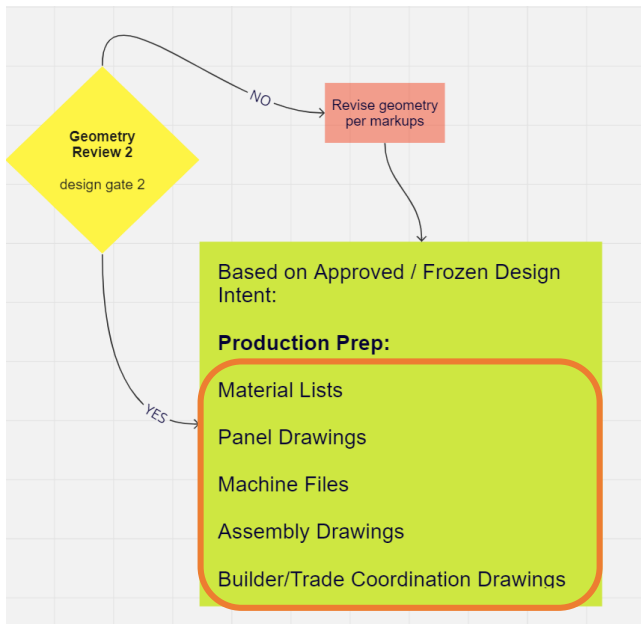 Geometry
Review 2
design gate 2
NO
Revise geometry
per markups
YES
Based on Approved / Frozen Design
Intent:
Production Prep:
Material Lists
Panel Drawings
Machine Files
Assembly Drawings
Builder/Trade Coordination Drawings